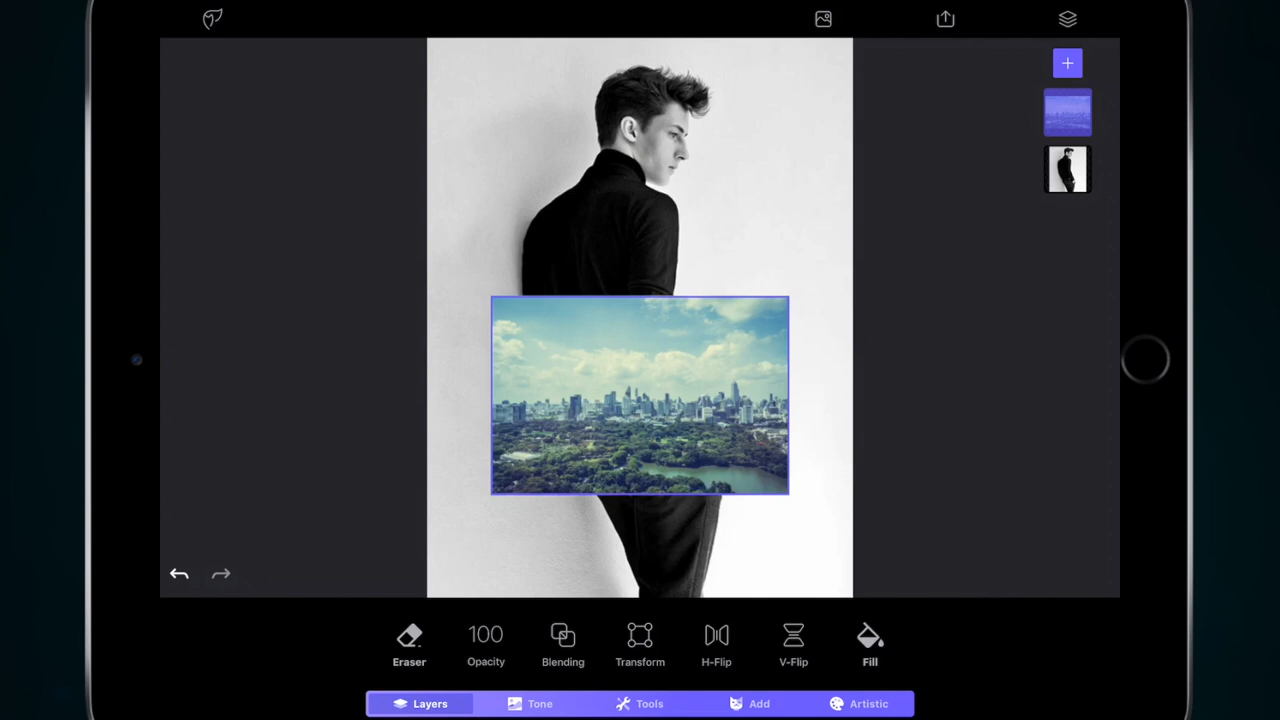 100
Eraser Opacity Blending Transform H-Flip V-Flip Fill
Layers Tone Tools Add Artistic